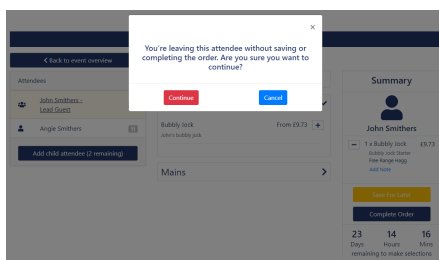 ×
You're leaving this attendee without saving or
completing the order. Are you sure you want to
continue?
Continue
Cancel
Back to event overview
Attendees
John Smithers -
Lead Guest
Angie Smithers
Add child attendee (2 remaining)
Bubbly Jock
From £9.73
+
John's bubbly jock
Mains
Summary
John Smithers
1 x Bubbly Jock
£9.73
Bubbly Jock Starter
Free Range Hagg
Add Note
Save For Later
Complete Order
23
14
16
Days
Hours
Mins
remaining to make selections